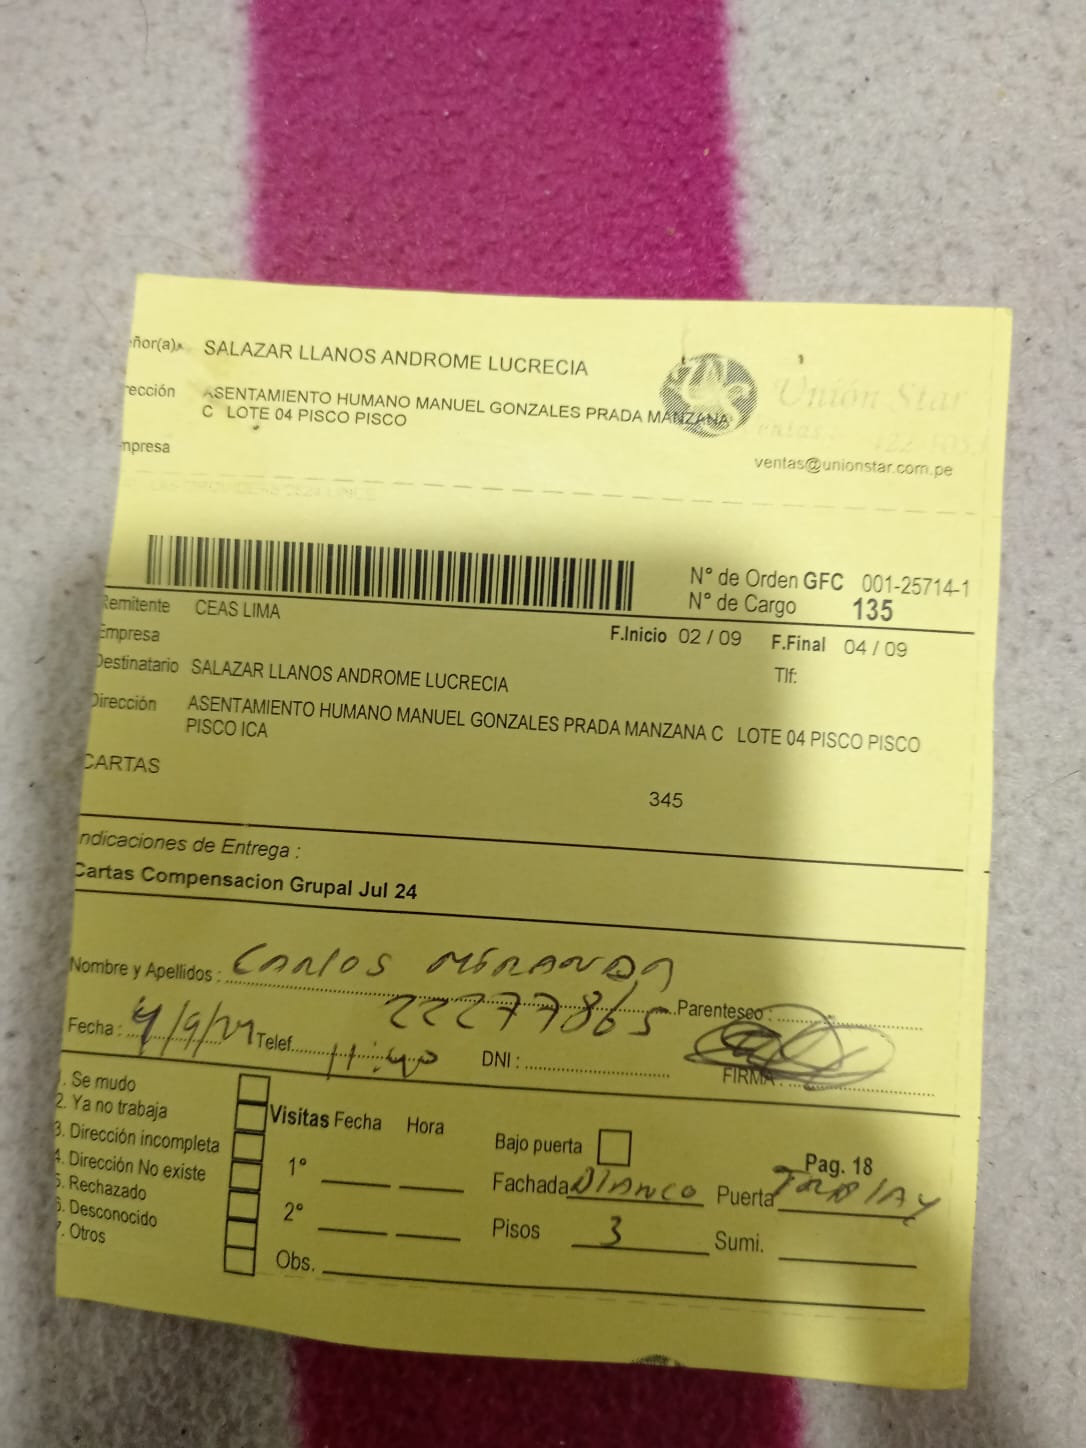 eñor(a) SALAZAR LLANOS ANDROME LUCRECIA
rección ASENTAMIENTO HUMANO MANUEL GONZALES PRADA MANZANA
C LOTE 04 PISCO PISCO
mpresa
Union Star
ventas@unionstar.com.pe
N° de Orden GFC 001-25714-1
N° de Cargo 135
Remitente CEAS LIMA
Empresa
F.Inicio 02 / 09 F.Final 04 / 09
Destinatario SALAZAR LLANOS ANDROME LUCRECIA
Tlf:
Dirección ASENTAMIENTO HUMANO MANUEL GONZALES PRADA MANZANA C LOTE 04 PISCO PISCO
PISCO ICA
CARTAS
345
ndicaciones de Entrega :
Cartas Compensacion Grupal Jul 24
Nombre y Apellidos : CARLOS MIRANDA
22277865 Parentesco :
Fecha : 4/9/24 Telef. 11:40 DNI : FIRMA :
1. Se mudo
2. Ya no trabaja
3. Dirección incompleta
4. Dirección No existe
5. Rechazado
6. Desconocido
7. Otros
Visitas Fecha Hora
1°
2°
Obs.
Bajo puerta
Pag. 18
Fachada Blanco Puerta
Pisos 3 Sumi.